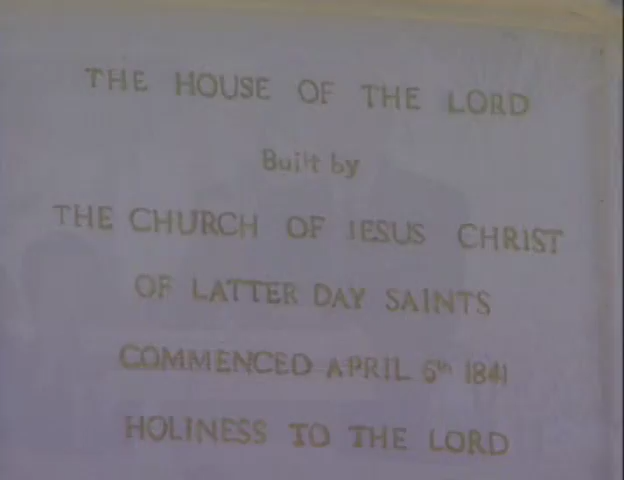 THE HOUSE OF THE LORD
Built by
THE CHURCH OF JESUS CHRIST
OF LATTER DAY SAINTS
COMMENCED APRIL 6th 1841
HOLINESS TO THE LORD